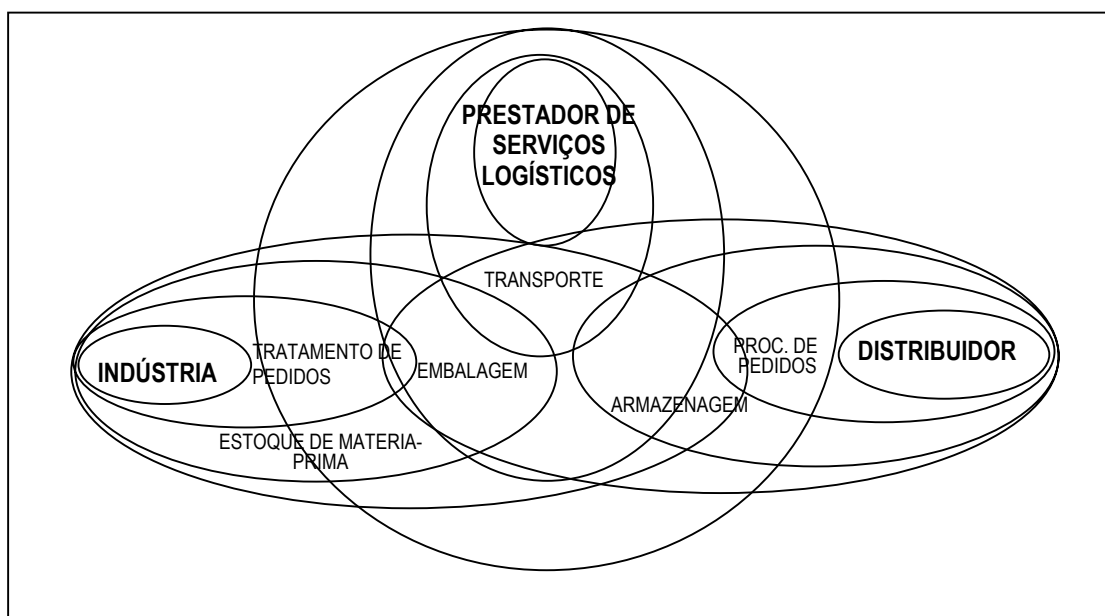 PRESTADOR DE
SERVIÇOS
LOGÍSTICOS
TRANSPORTE
INDÚSTRIA
TRATAMENTO DE
PEDIDOS
EMBALAGEM
PROC. DE
PEDIDOS
DISTRIBUIDOR
ARMAZENAGEM
ESTOQUE DE MATERIA-
PRIMA